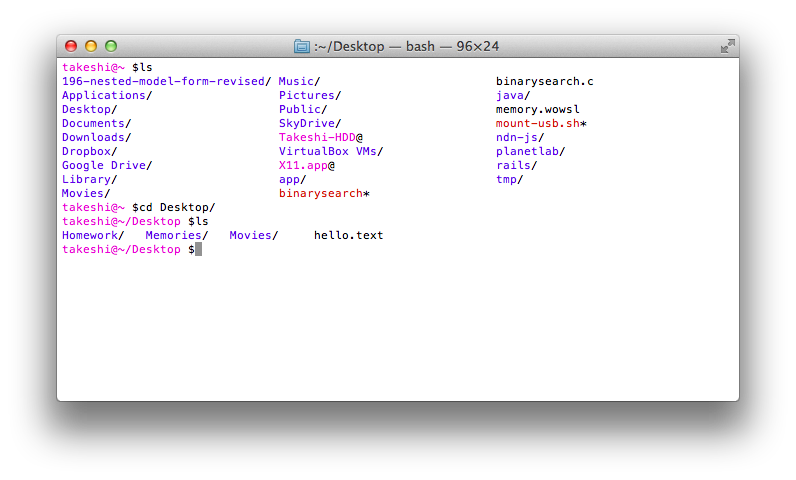 :~/Desktop — bash — 96×24
takeshi@~ $ls
196-nested-model-form-revised/ Music/ binarysearch.c
Applications/ Pictures/ java/
Desktop/ Public/ memory.wowsl
Documents/ SkyDrive/ mount-usb.sh*
Downloads/ Takeshi-HDD@ ndn-js/
Dropbox/ VirtualBox VMs/ planetlab/
Google Drive/ X11.app@ rails/
Library/ app/ tmp/
Movies/ binarysearch*
takeshi@~ $cd Desktop/
takeshi@~/Desktop $ls
Homework/ Memories/ Movies/ hello.text
takeshi@~/Desktop $